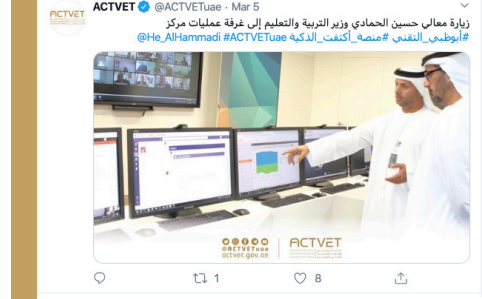 ACTVET @ACTVETuae · Mar 5
زيارة معالي حسين الحمادي وزير التربية والتعليم إلى غرفة عمليات مركز
#أبوظبي_التقني #منصة_أكتفت_الذكية #ACTVETuae @He_AlHammadi
@ACTVETuae
actvet.gov.ae
ACTVET
1
8